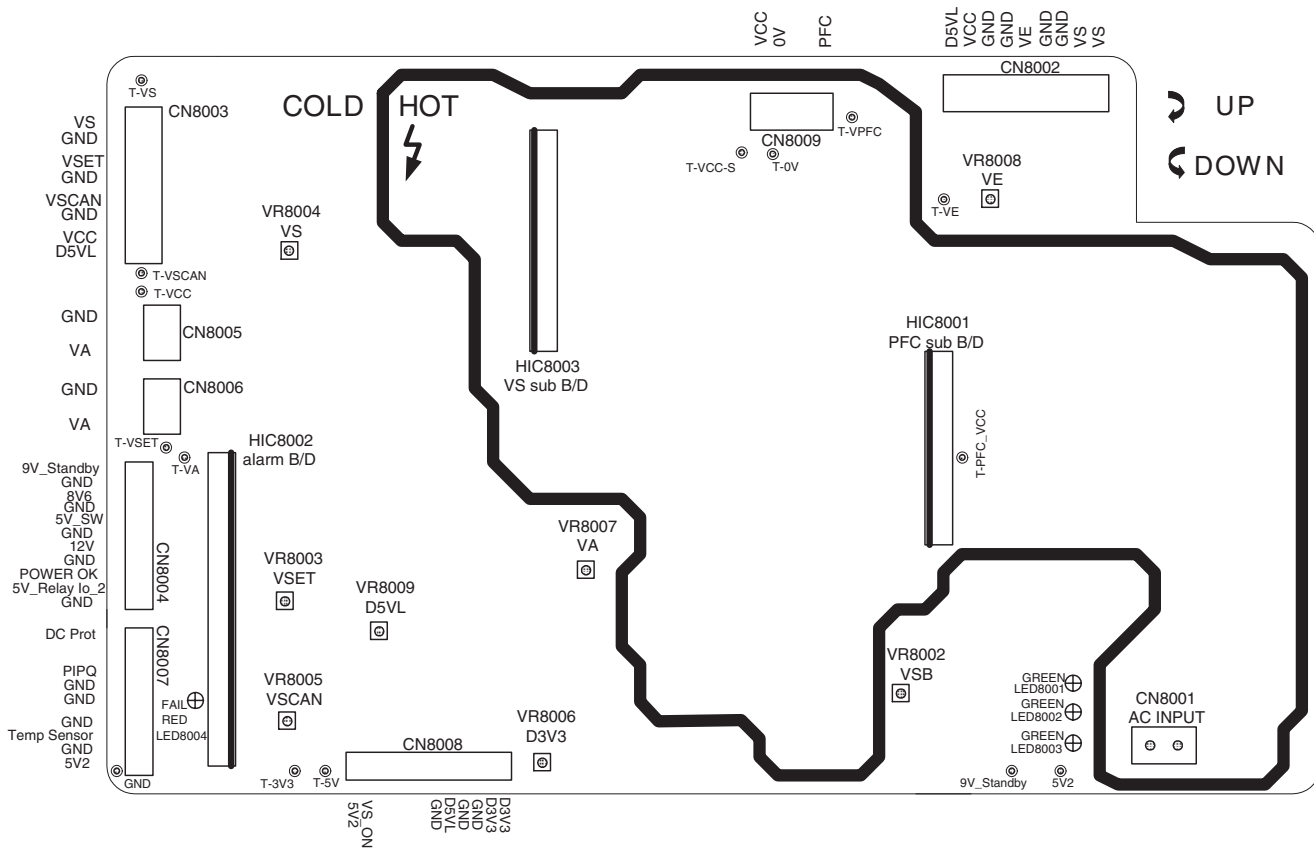 VCC
0V
PFC
D5VL
VCC
GND
GND
VE
GND
GND
VS
VS
CN8002
UP
DOWN
T-VS
CN8003
COLD
HOT
VS
GND
VSET
GND
VSCAN
GND
VCC
D5VL
CN8009
T-VPFC
T-VCC-S
T-0V
VR8008
VE
T-VE
VR8004
VS
T-VSCAN
T-VCC
GND
VA
CN8005
GND
VA
CN8006
HIC8003
VS sub B/D
HIC8001
PFC sub B/D
T-PFC_VCC
T-VSET
T-VA
HIC8002
alarm B/D
9V_Standby
GND
8V6
GND
5V_SW
GND
12V
GND
POWER OK
5V_Relay Io_2
GND
CN8004
VR8003
VSET
VR8009
D5VL
VR8007
VA
DC Prot
PIPQ
GND
GND
GND
Temp Sensor
GND
5V2
CN8007
FAIL
RED
LED8004
VR8005
VSCAN
VR8006
D3V3
VR8002
VSB
GREEN
LED8001
GREEN
LED8002
GREEN
LED8003
CN8001
AC INPUT
GND
T-3V3
T-5V
CN8008
9V_Standby
5V2
5V2
VS_ON
GND
D5VL
GND
GND
D3V3
D3V3